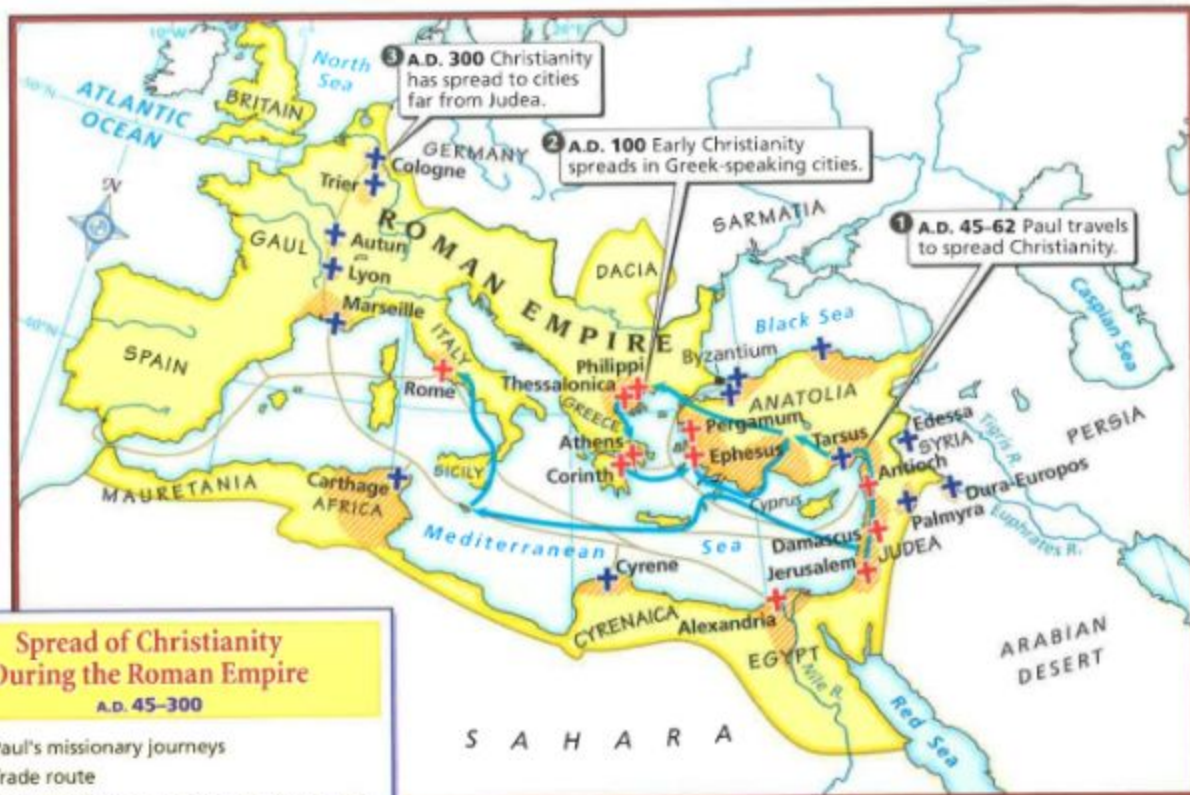 10°W
20°E
50°N
40°N
North
Sea
ATLANTIC
OCEAN
N
BRITAIN
3 A.D. 300 Christianity
has spread to cities
far from Judea.
GERMANY
2 A.D. 100 Early Christianity
spreads in Greek-speaking cities.
Cologne
Trier
SARMATIA
1 A.D. 45–62 Paul travels
to spread Christianity.
GAUL
Autun
Lyon
Marseille
ROMAN EMPIRE
DACIA
Caspian Sea
Black Sea
SPAIN
ITALY
Rome
Byzantium
Philippi
Thessalonica
GREECE
ANATOLIA
Pergamum
Ephesus
Athens
Corinth
Tarsus
Edessa
SYRIA
Tigris R.
PERSIA
Antioch
Dura-Europos
Palmyra
Euphrates R.
SICILY
Carthage
AFRICA
MAURETANIA
Cyprus
Mediterranean Sea
Damascus
JUDEA
Jerusalem
Cyrene
CYRENAICA
Alexandria
EGYPT
Nile R.
ARABIAN
DESERT
Red Sea
SAHARA
Spread of Christianity
During the Roman Empire
A.D. 45–300
Paul's missionary journeys
Trade route